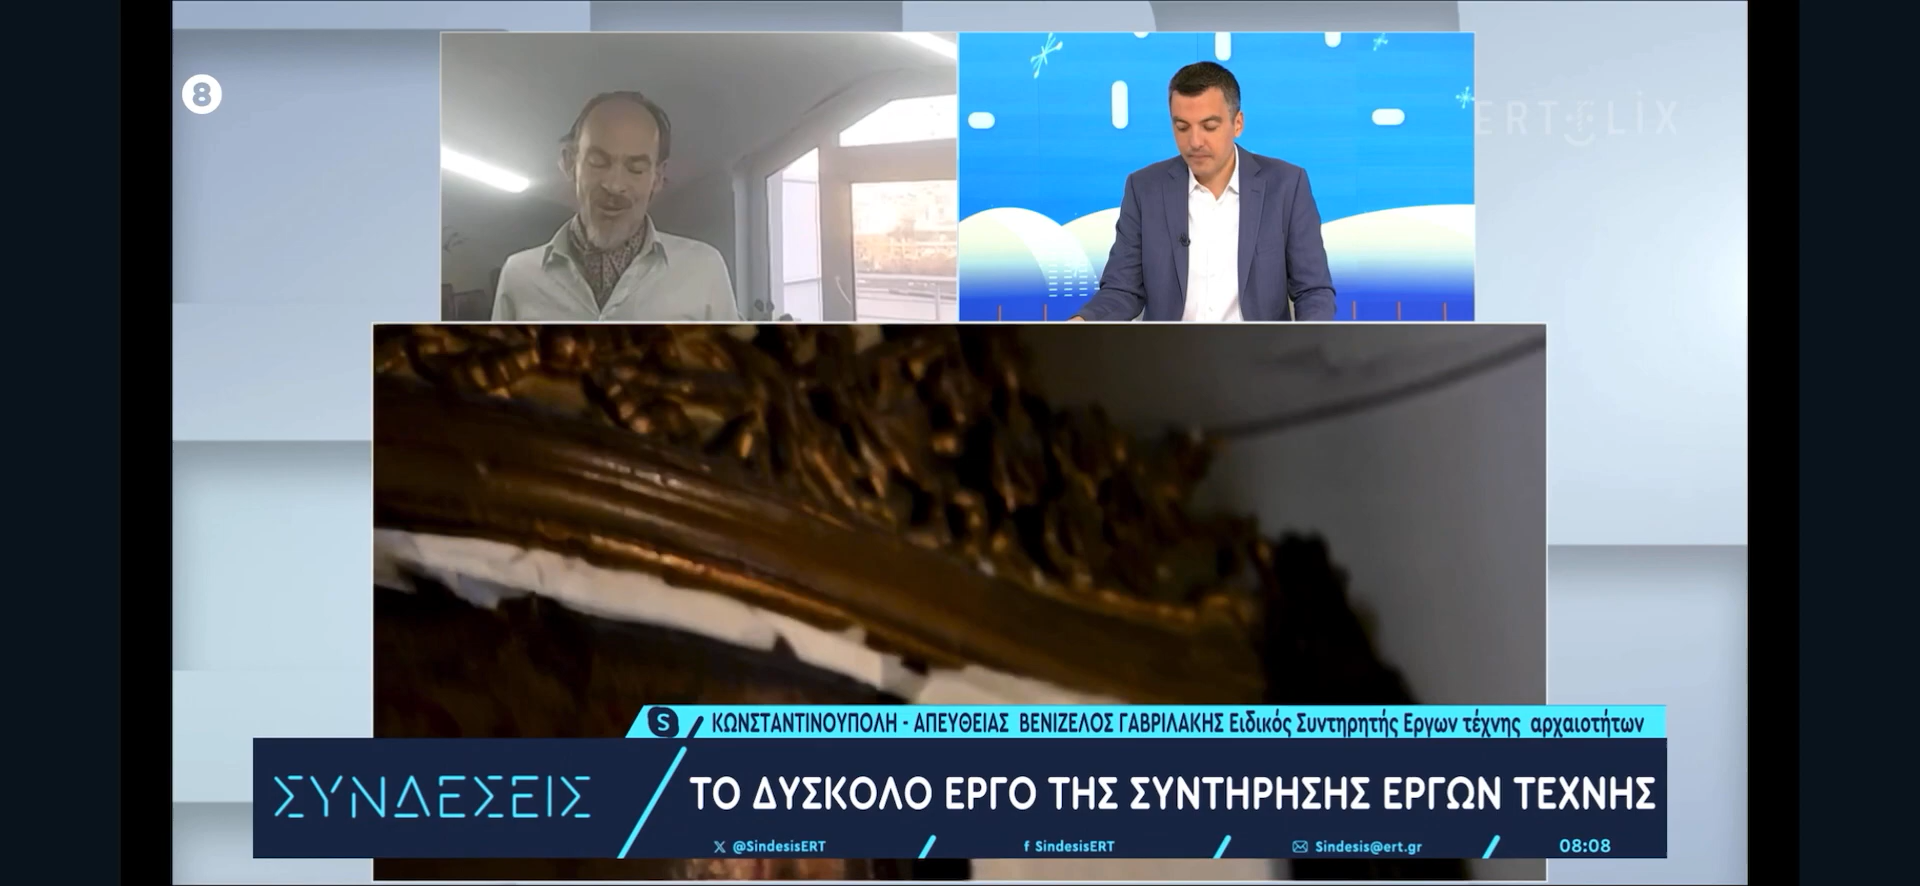 8
ERTFLIX
S ΚΩΝΣΤΑΝΤΙΝΟΥΠΟΛΗ - ΑΠΕΥΘΕΙΑΣ ΒΕΝΙΖΕΛΟΣ ΓΑΒΡΙΛΑΚΗΣ Ειδικός Συντηρητής Εργων τέχνης αρχαιοτήτων
ΣΥΝΔΕΣΕΙΣ
ΤΟ ΔΥΣΚΟΛΟ ΕΡΓΟ ΤΗΣ ΣΥΝΤΗΡΗΣΗΣ ΕΡΓΩΝ ΤΕΧΝΗΣ
X @SindesisERT f SindesisERT Sindesis@ert.gr 08:08